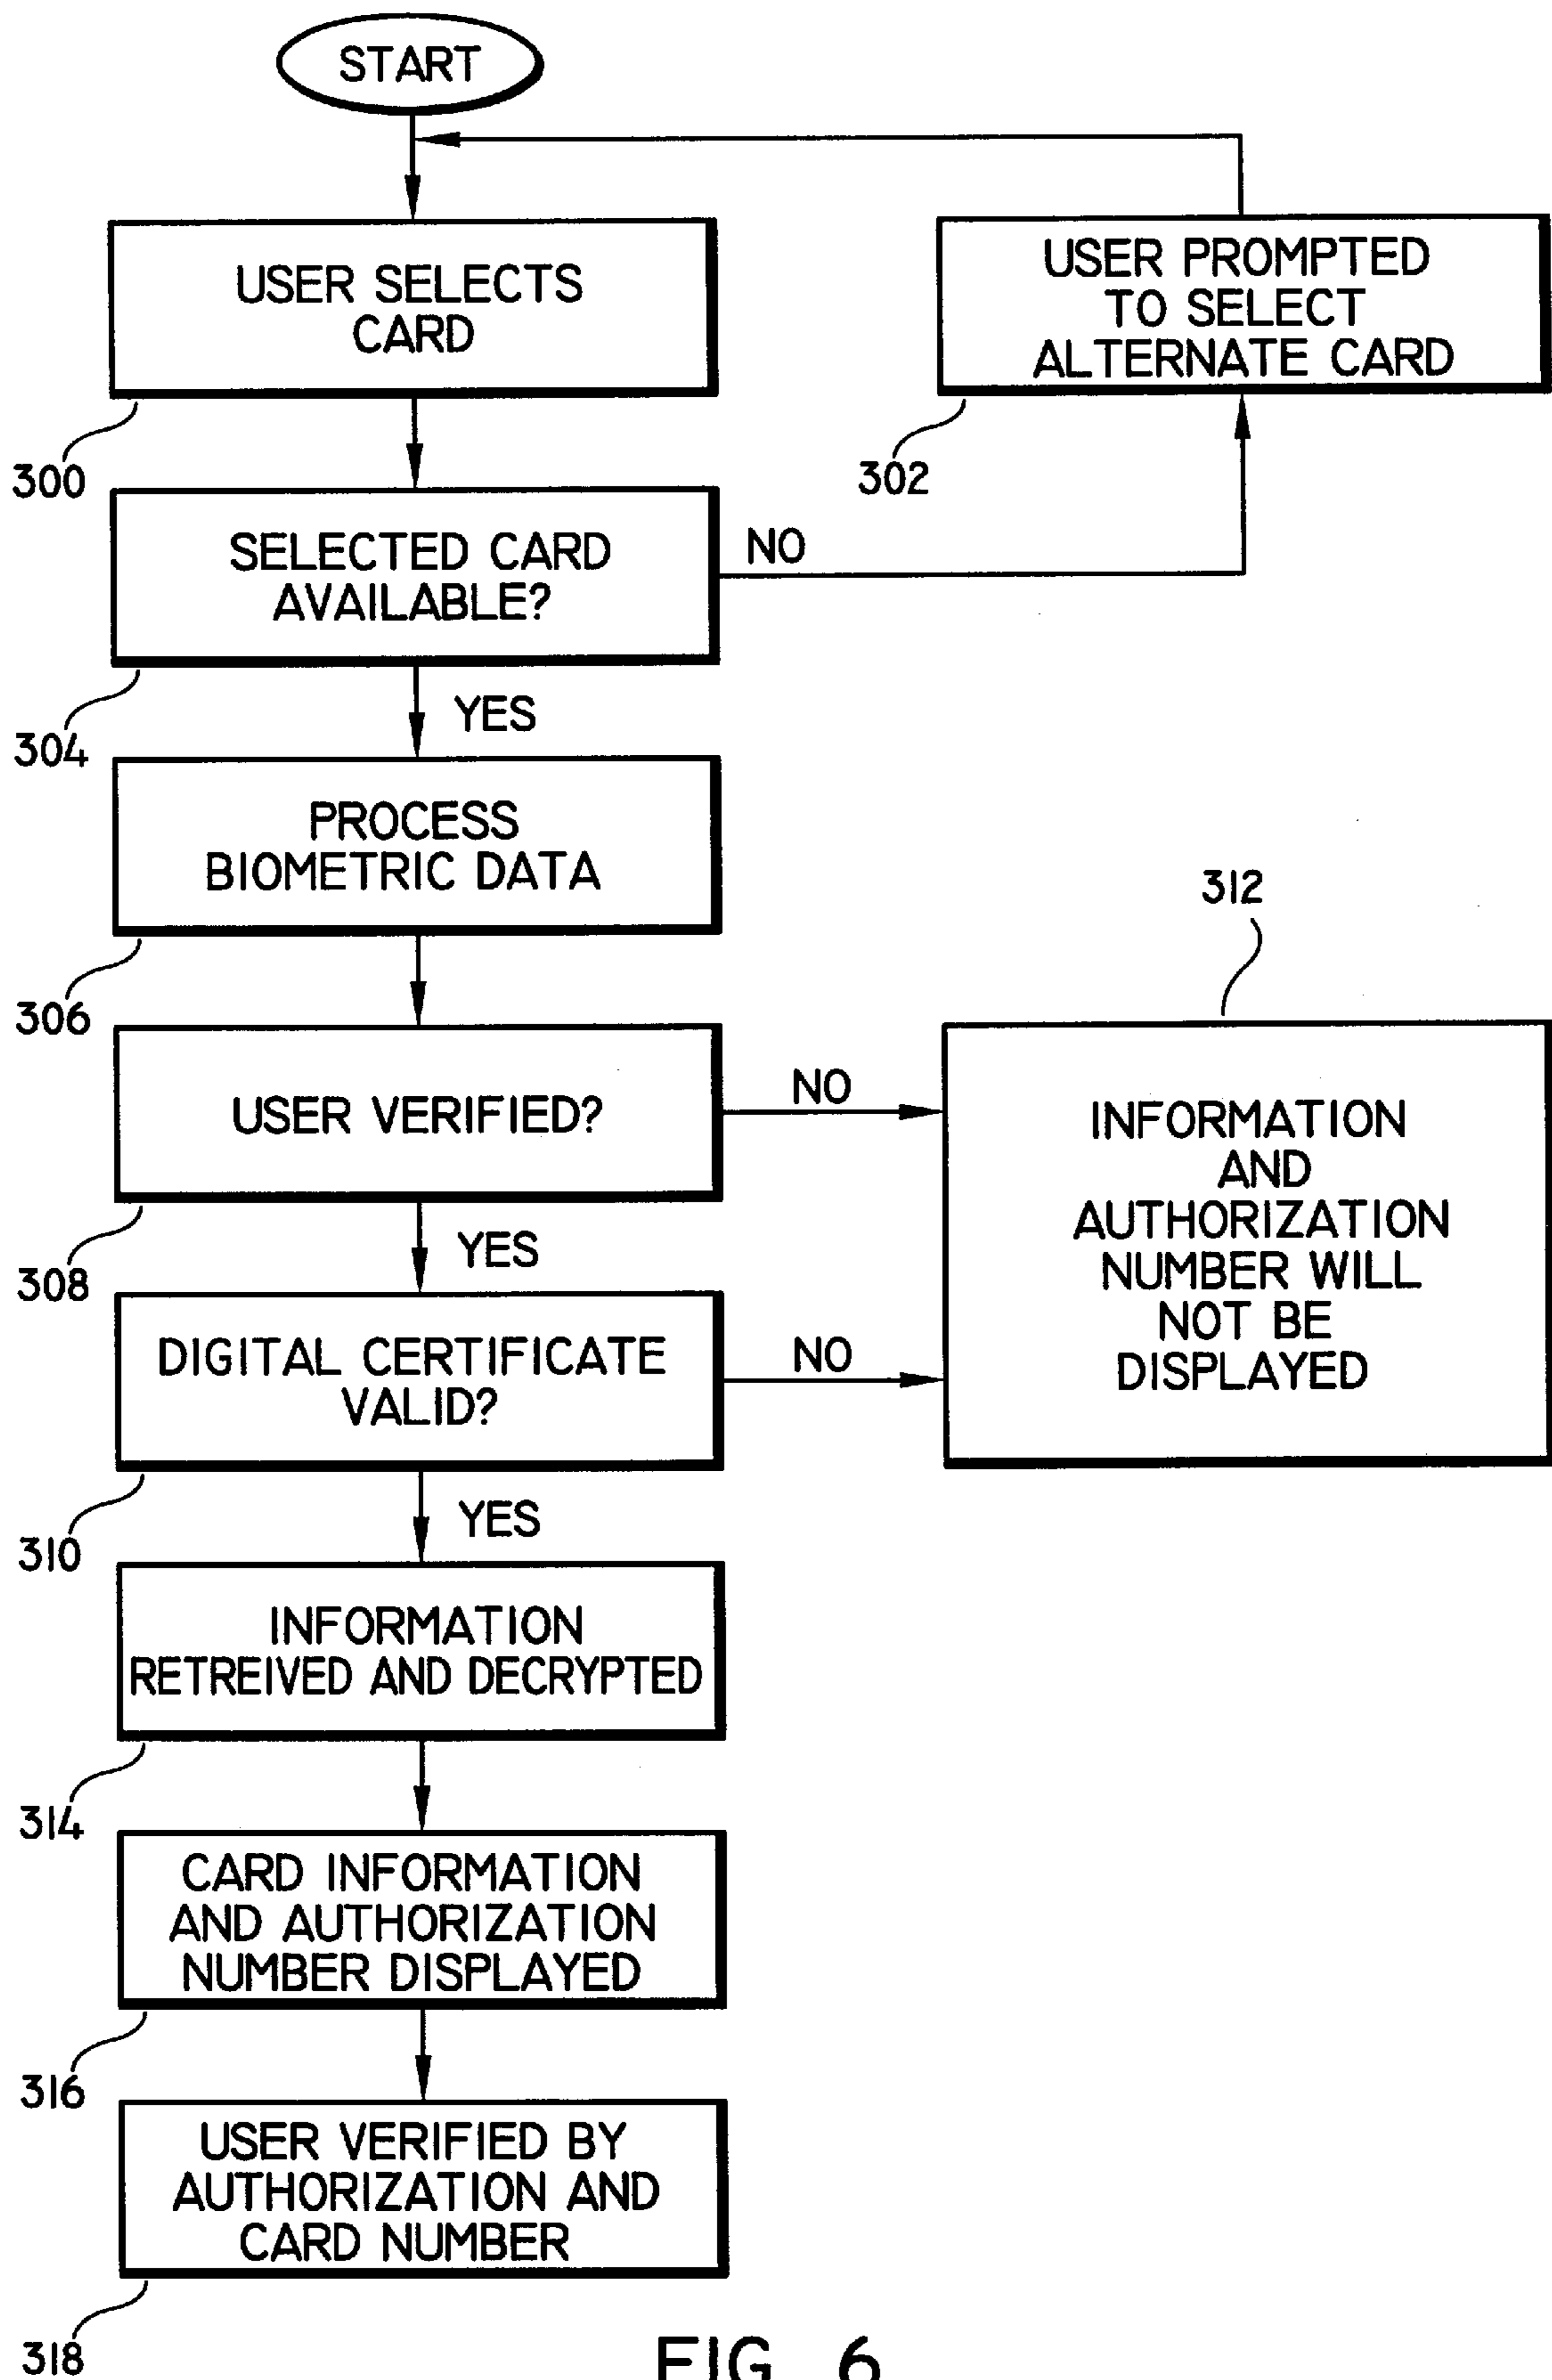 START
USER SELECTS
CARD
300
USER PROMPTED
TO SELECT
ALTERNATE CARD
302
SELECTED CARD
AVAILABLE?
NO
304
YES
PROCESS
BIOMETRIC DATA
306
USER VERIFIED?
NO
308
YES
312
INFORMATION
AND
AUTHORIZATION
NUMBER WILL
NOT BE
DISPLAYED
DIGITAL CERTIFICATE
VALID?
NO
310
YES
INFORMATION
RETREIVED AND DECRYPTED
314
CARD INFORMATION
AND AUTHORIZATION
NUMBER DISPLAYED
316
USER VERIFIED BY
AUTHORIZATION AND
CARD NUMBER
318
FIG. 6